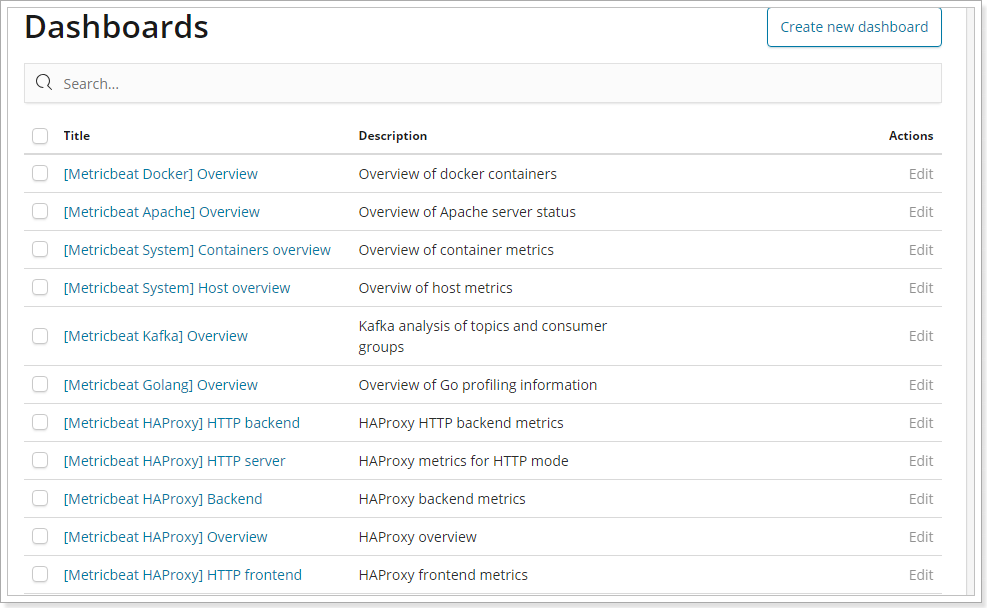 Dashboards
Create new dashboard
Search...
Title Description Actions
[Metricbeat Docker] Overview Overview of docker containers Edit
[Metricbeat Apache] Overview Overview of Apache server status Edit
[Metricbeat System] Containers overview Overview of container metrics Edit
[Metricbeat System] Host overview Overviw of host metrics Edit
[Metricbeat Kafka] Overview Kafka analysis of topics and consumer
groups Edit
[Metricbeat Golang] Overview Overview of Go profiling information Edit
[Metricbeat HAProxy] HTTP backend HAProxy HTTP backend metrics Edit
[Metricbeat HAProxy] HTTP server HAProxy metrics for HTTP mode Edit
[Metricbeat HAProxy] Backend HAProxy backend metrics Edit
[Metricbeat HAProxy] Overview HAProxy overview Edit
[Metricbeat HAProxy] HTTP frontend HAProxy frontend metrics Edit